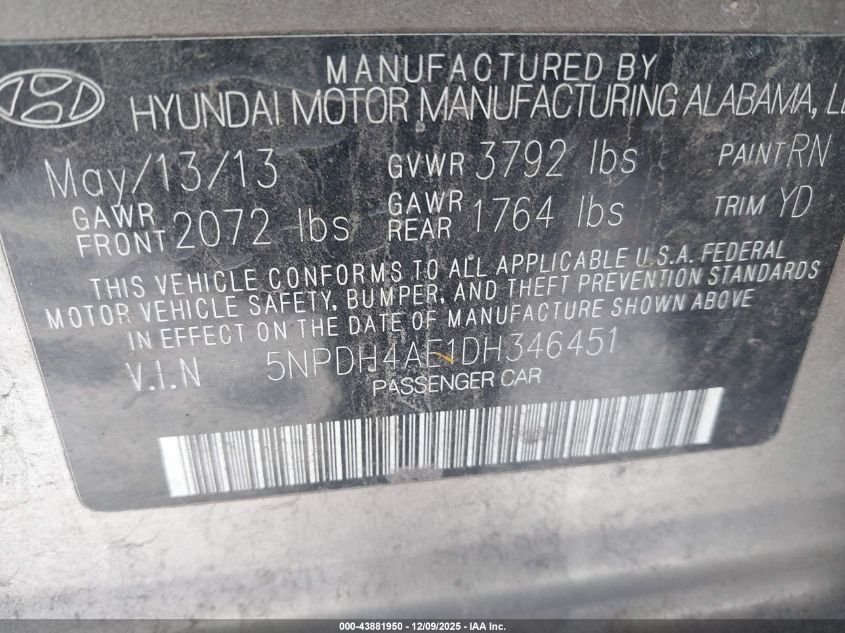 MANUFACTURED BY
HYUNDAI MOTOR MANUFACTURING ALABAMA,
May/13/13 GVWR 3792 lbs PAINT RN
GAWR FRONT 2072 lbs GAWR REAR 1764 lbs TRIM YD
THIS VEHICLE CONFORMS TO ALL APPLICABLE U.S.A. FEDERAL
MOTOR VEHICLE SAFETY, BUMPER, AND THEFT PREVENTION STANDARDS
IN EFFECT ON THE DATE OF MANUFACTURE SHOWN ABOVE
V.I.N 5NPDH4AE1DH346451
PASSENGER CAR
000-43881950 • 12/09/2025 • IAA Inc.